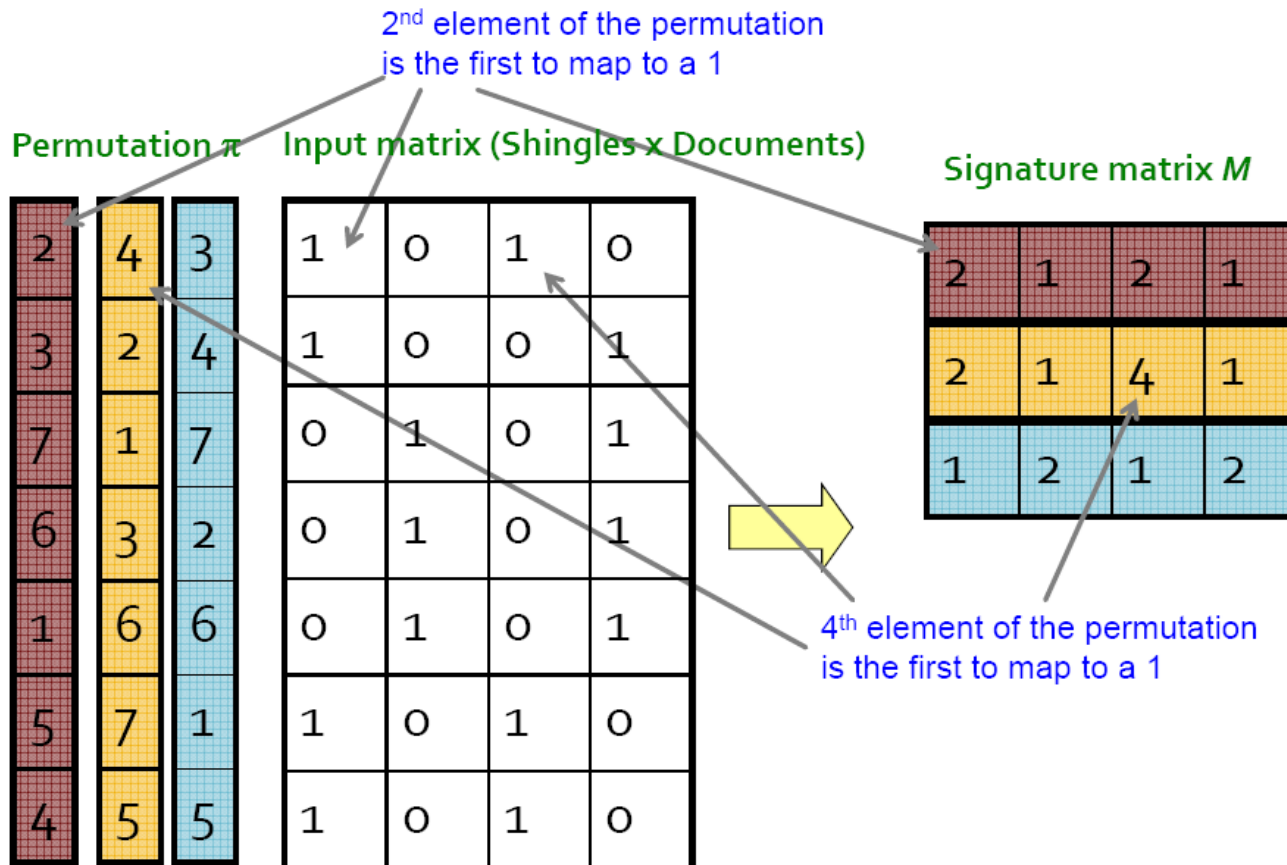 2nd element of the permutation
is the first to map to a 1
Permutation π
Input matrix (Shingles x Documents)
Signature matrix M
2 4 3 1 0 1 0
3 2 4 1 0 0 1
7 1 7 0 1 0 1
6 3 2 0 1 0 1
1 6 6 0 1 0 1
5 7 1 1 0 1 0
4 5 5 1 0 1 0
2 1 2 1
2 1 4 1
1 2 1 2
4th element of the permutation
is the first to map to a 1